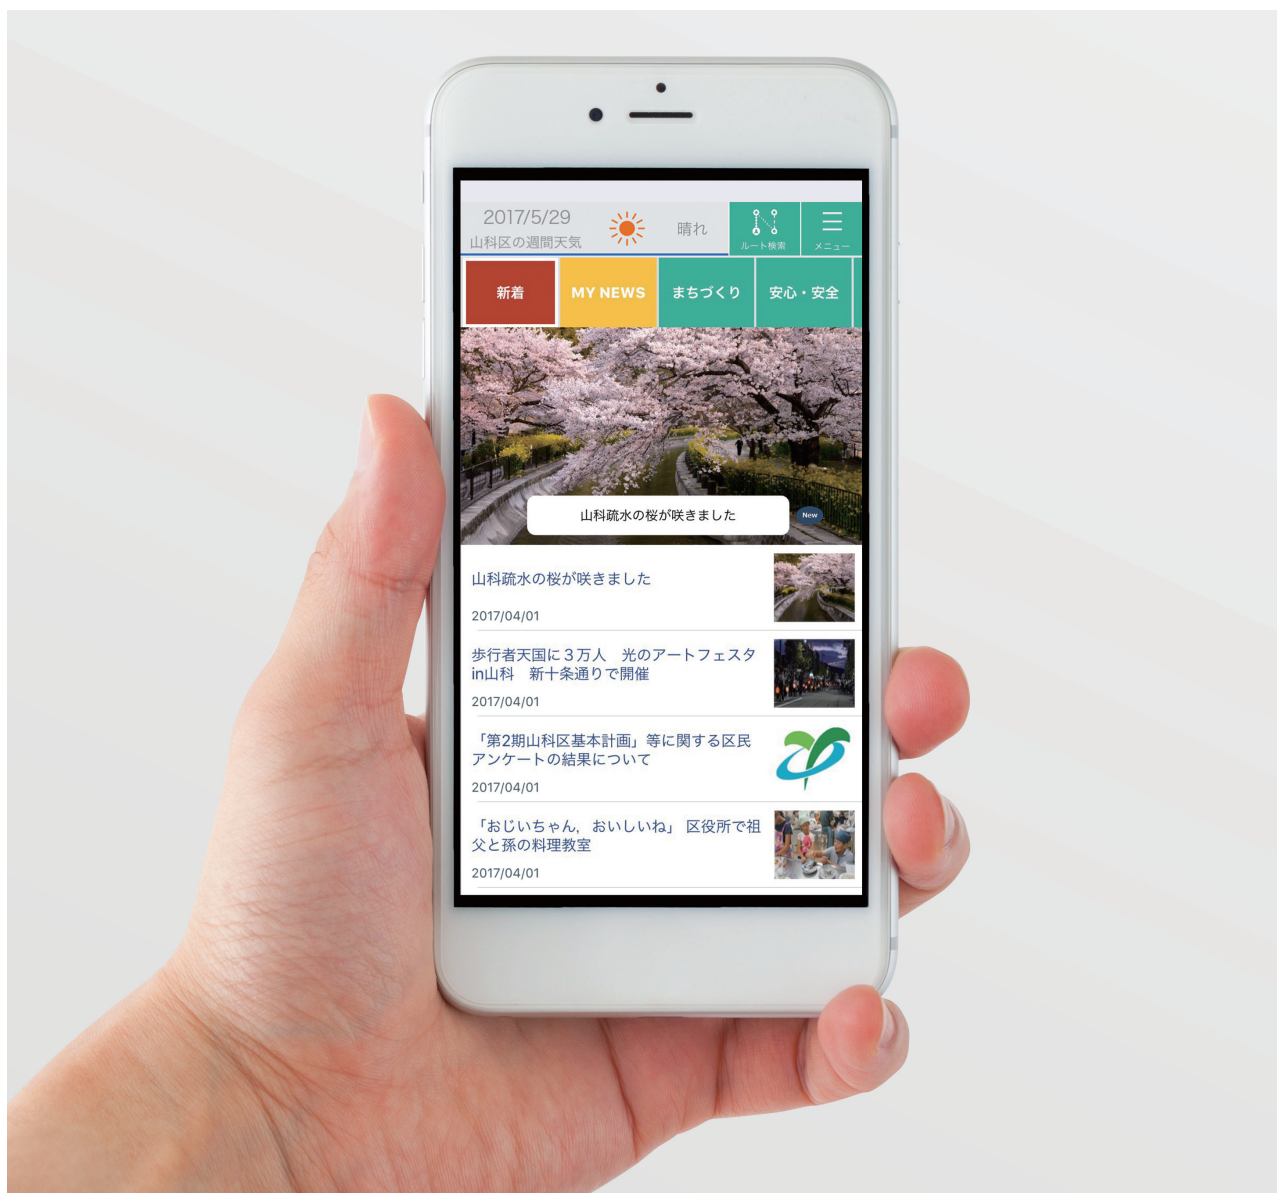 2017/5/29
山科区の週間天気
晴れ
ルート検索
メニュー
新着
MY NEWS
まちづくり
安心・安全
山科疏水の桜が咲きました
New
山科疏水の桜が咲きました
2017/04/01
歩行者天国に３万人　光のアートフェスタ
in山科　新十条通りで開催
2017/04/01
「第2期山科区基本計画」等に関する区民
アンケートの結果について
2017/04/01
「おじいちゃん，おいしいね」 区役所で祖
父と孫の料理教室
2017/04/01